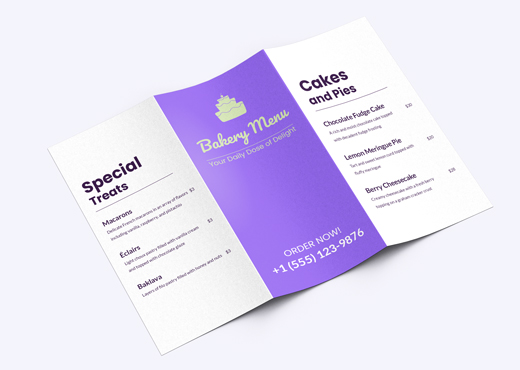 Special
Treats
Macarons $5
Delicate French macarons in an array of flavors
including vanilla, raspberry, and pistachio
Eclairs $3
Light choux pastry filled with vanilla cream
and topped with chocolate glaze
Baklava $3
Layers of filo pastry filled with honey and nuts
Bakery Menu
Your Daily Dose of Delight
ORDER NOW!
+1 (555) 123-9876
Cakes
and Pies
Chocolate Fudge Cake $30
A rich and moist chocolate cake topped
with decadent fudge frosting
Lemon Meringue Pie $20
Tart and sweet lemon curd topped with
fluffy meringue
Berry Cheesecake $28
Creamy cheesecake with a fresh berry
topping on a graham cracker crust